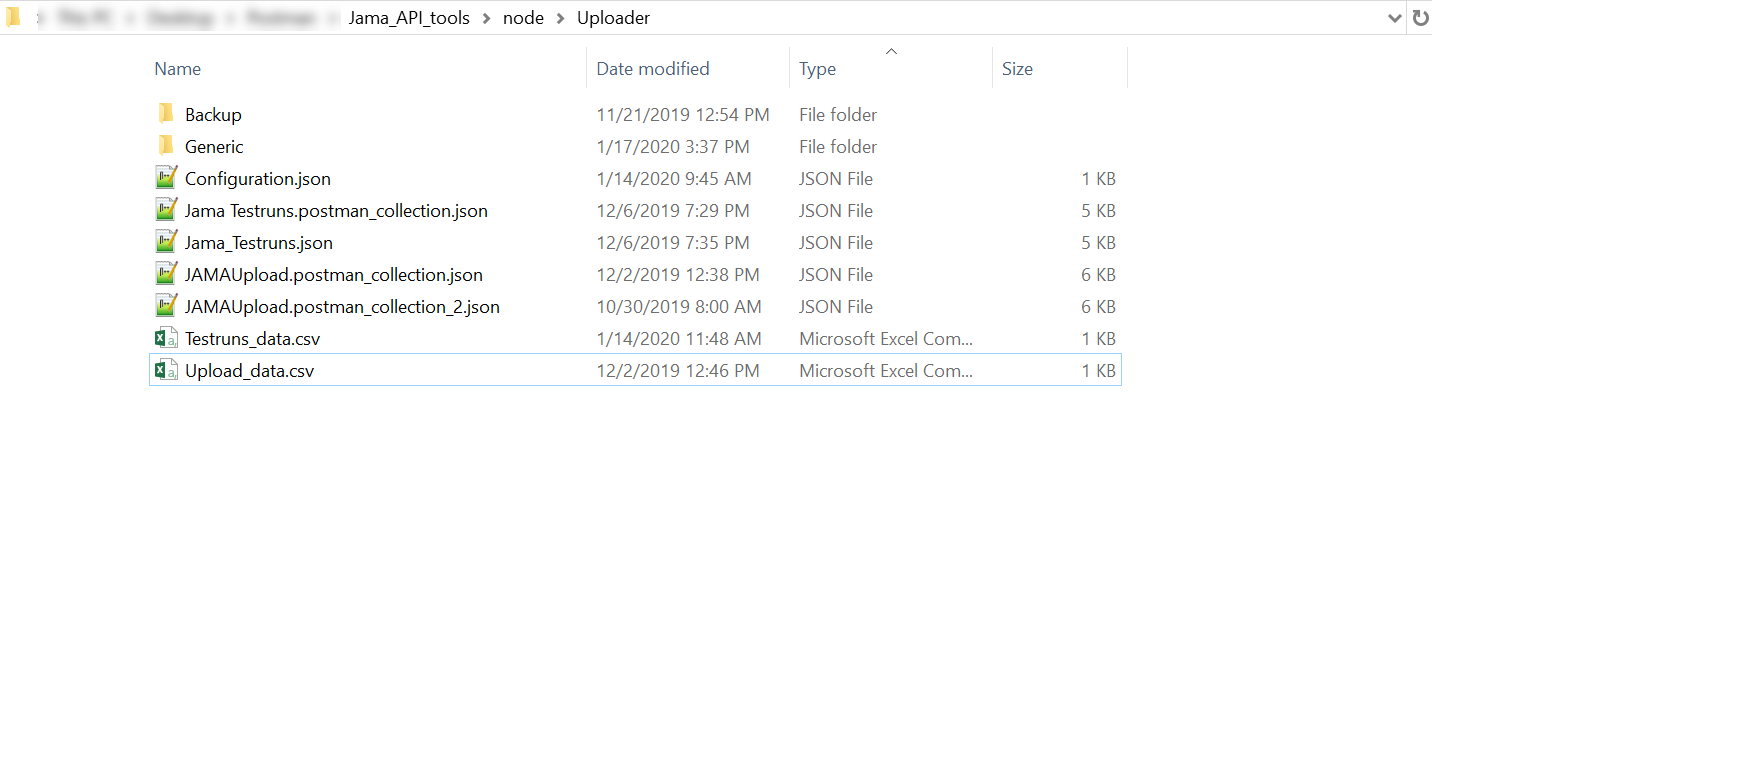 Jama_API_tools > node > Uploader
Name Date modified Type Size
Backup 11/21/2019 12:54 PM File folder
Generic 1/17/2020 3:37 PM File folder
Configuration.json 1/14/2020 9:45 AM JSON File 1 KB
Jama Testruns.postman_collection.json 12/6/2019 7:29 PM JSON File 5 KB
Jama_Testruns.json 12/6/2019 7:35 PM JSON File 5 KB
JAMAUpload.postman_collection.json 12/2/2019 12:38 PM JSON File 6 KB
JAMAUpload.postman_collection_2.json 10/30/2019 8:00 AM JSON File 6 KB
Testruns_data.csv 1/14/2020 11:48 AM Microsoft Excel Com... 1 KB
Upload_data.csv 12/2/2019 12:46 PM Microsoft Excel Com... 1 KB